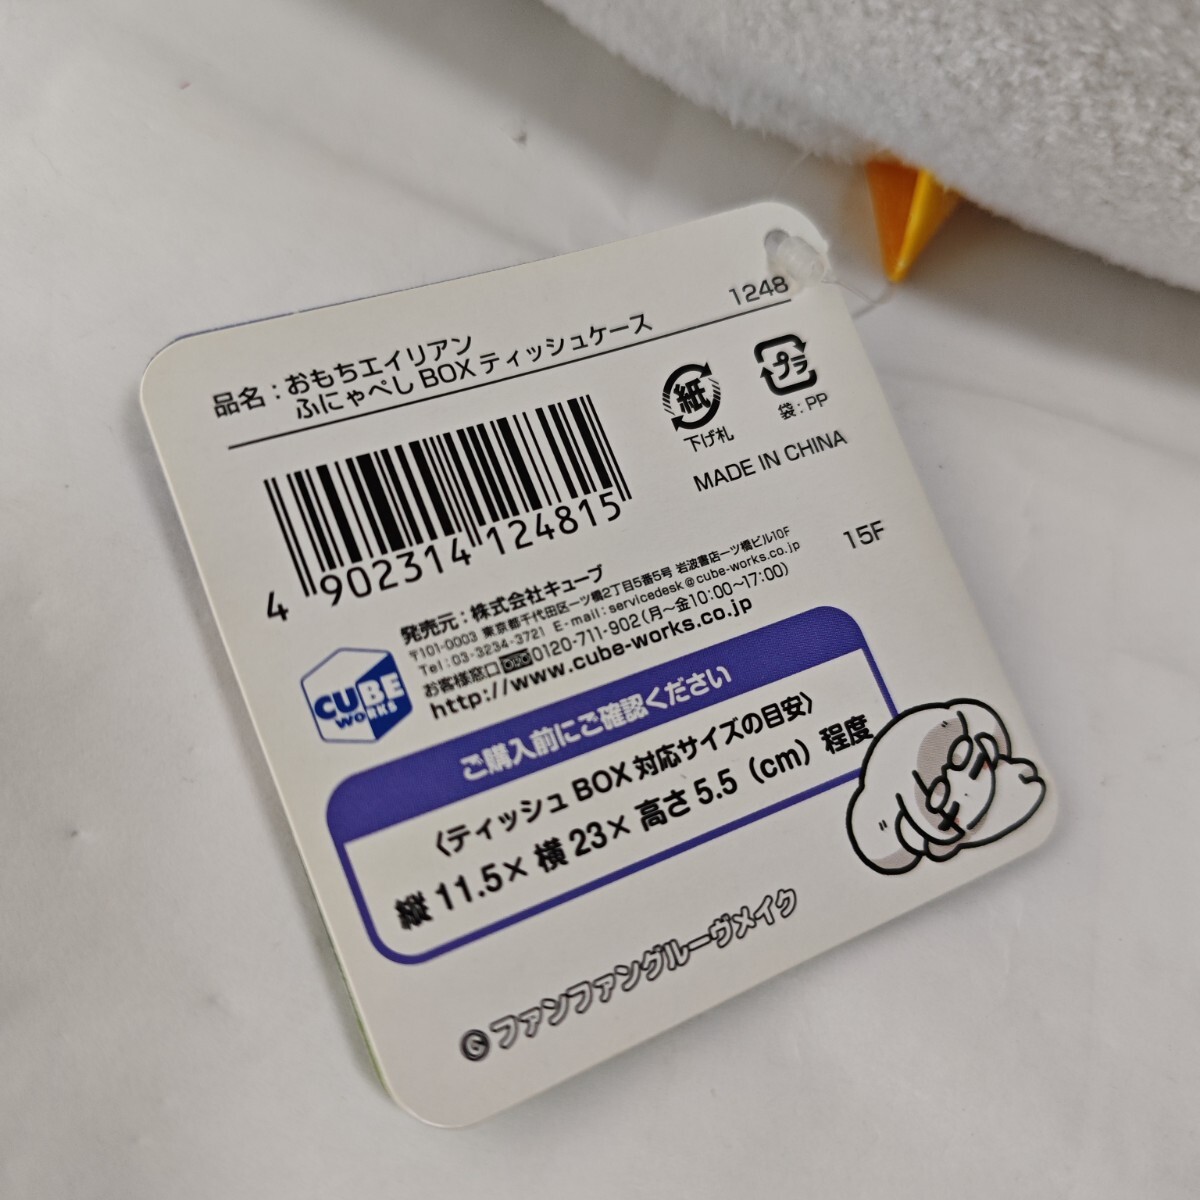 1248
品名：おもちエイリアン
ふにゃぺしBOXティッシュケース
紙
下げ札
プラ
袋：PP
MADE IN CHINA
4 902314 124815
15F
CUBE
WORKS
発売元：株式会社キューブ
〒101-0003 東京都千代田区一ツ橋2丁目5番5号 岩波書店一ツ橋ビル10F
Tel：03-3234-3721 E-mail：servicedesk@cube-works.co.jp
お客様窓口 0120-711-902（月～金10:00～17:00）
http://www.cube-works.co.jp
ご購入前にご確認ください
〈ティッシュBOX対応サイズの目安〉
縦11.5×横23×高さ5.5（cm）程度
©ファンファングルーヴメイク